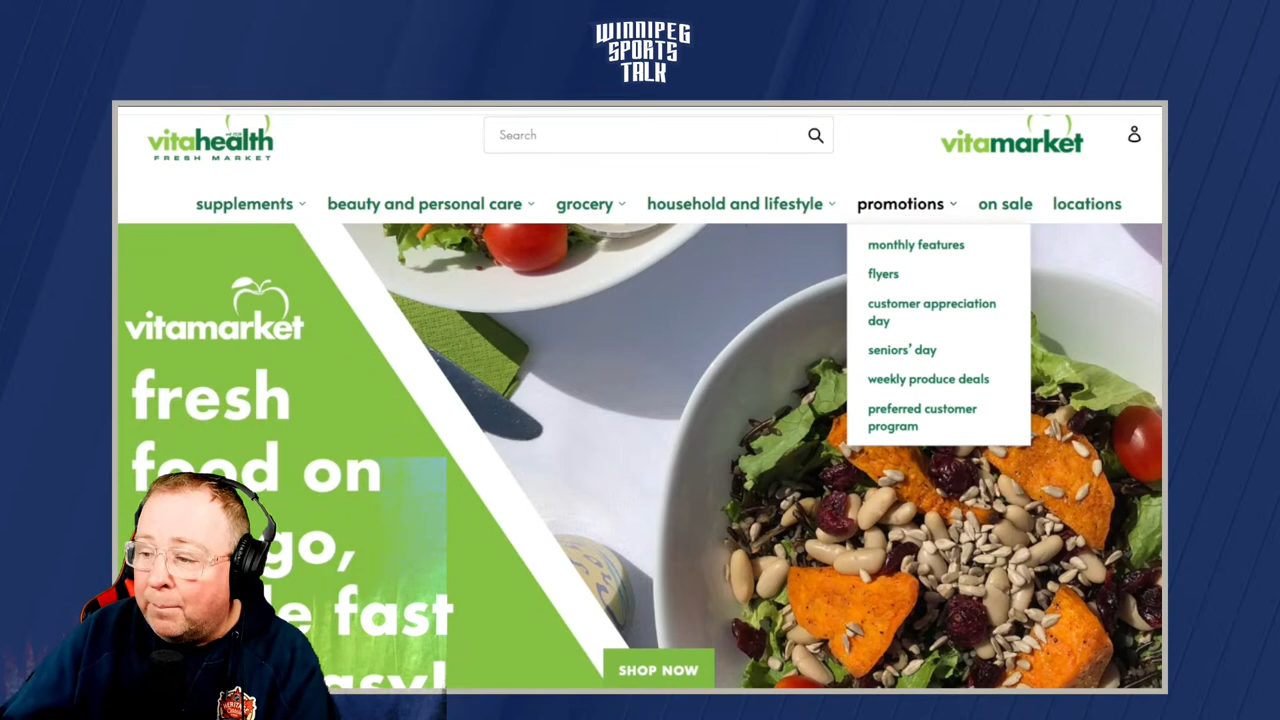 WINNIPEG
SPORTS
TALK
vitahealth
FRESH MARKET
Search
vitamarket
supplements
beauty and personal care
grocery
household and lifestyle
promotions
on sale
locations
monthly features
flyers
customer appreciation
day
seniors' day
weekly produce deals
preferred customer
program
vitamarket
fresh
food on
go,
fast
easy!
SHOP NOW